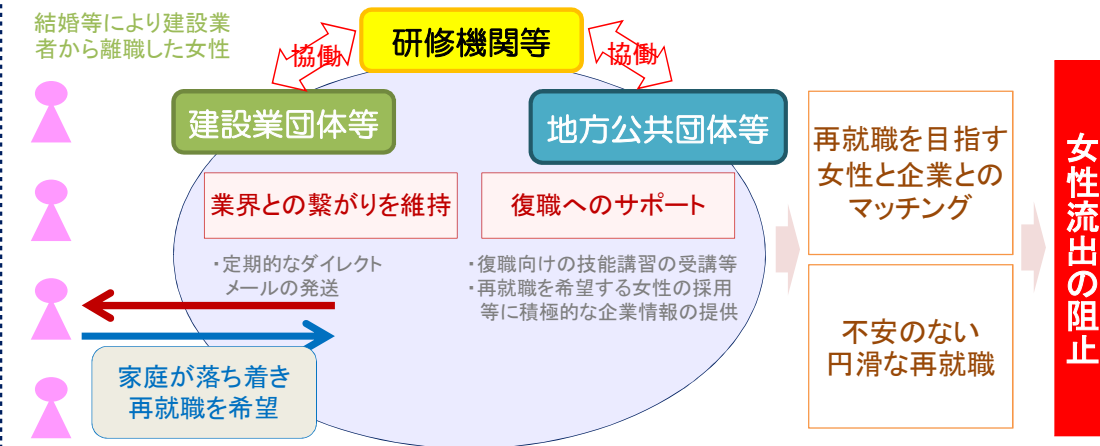 結婚等により建設業
者から離職した女性
協働
研修機関等
協働
建設業団体等
地方公共団体等
業界との繋がりを維持
・定期的なダイレクト
メールの発送
復職へのサポート
・復職向けの技能講習の受講等
・再就職を希望する女性の採用
等に積極的な企業情報の提供
家庭が落ち着き
再就職を希望
再就職を目指す
女性と企業との
マッチング
不安のない
円滑な再就職
女性流出の阻止